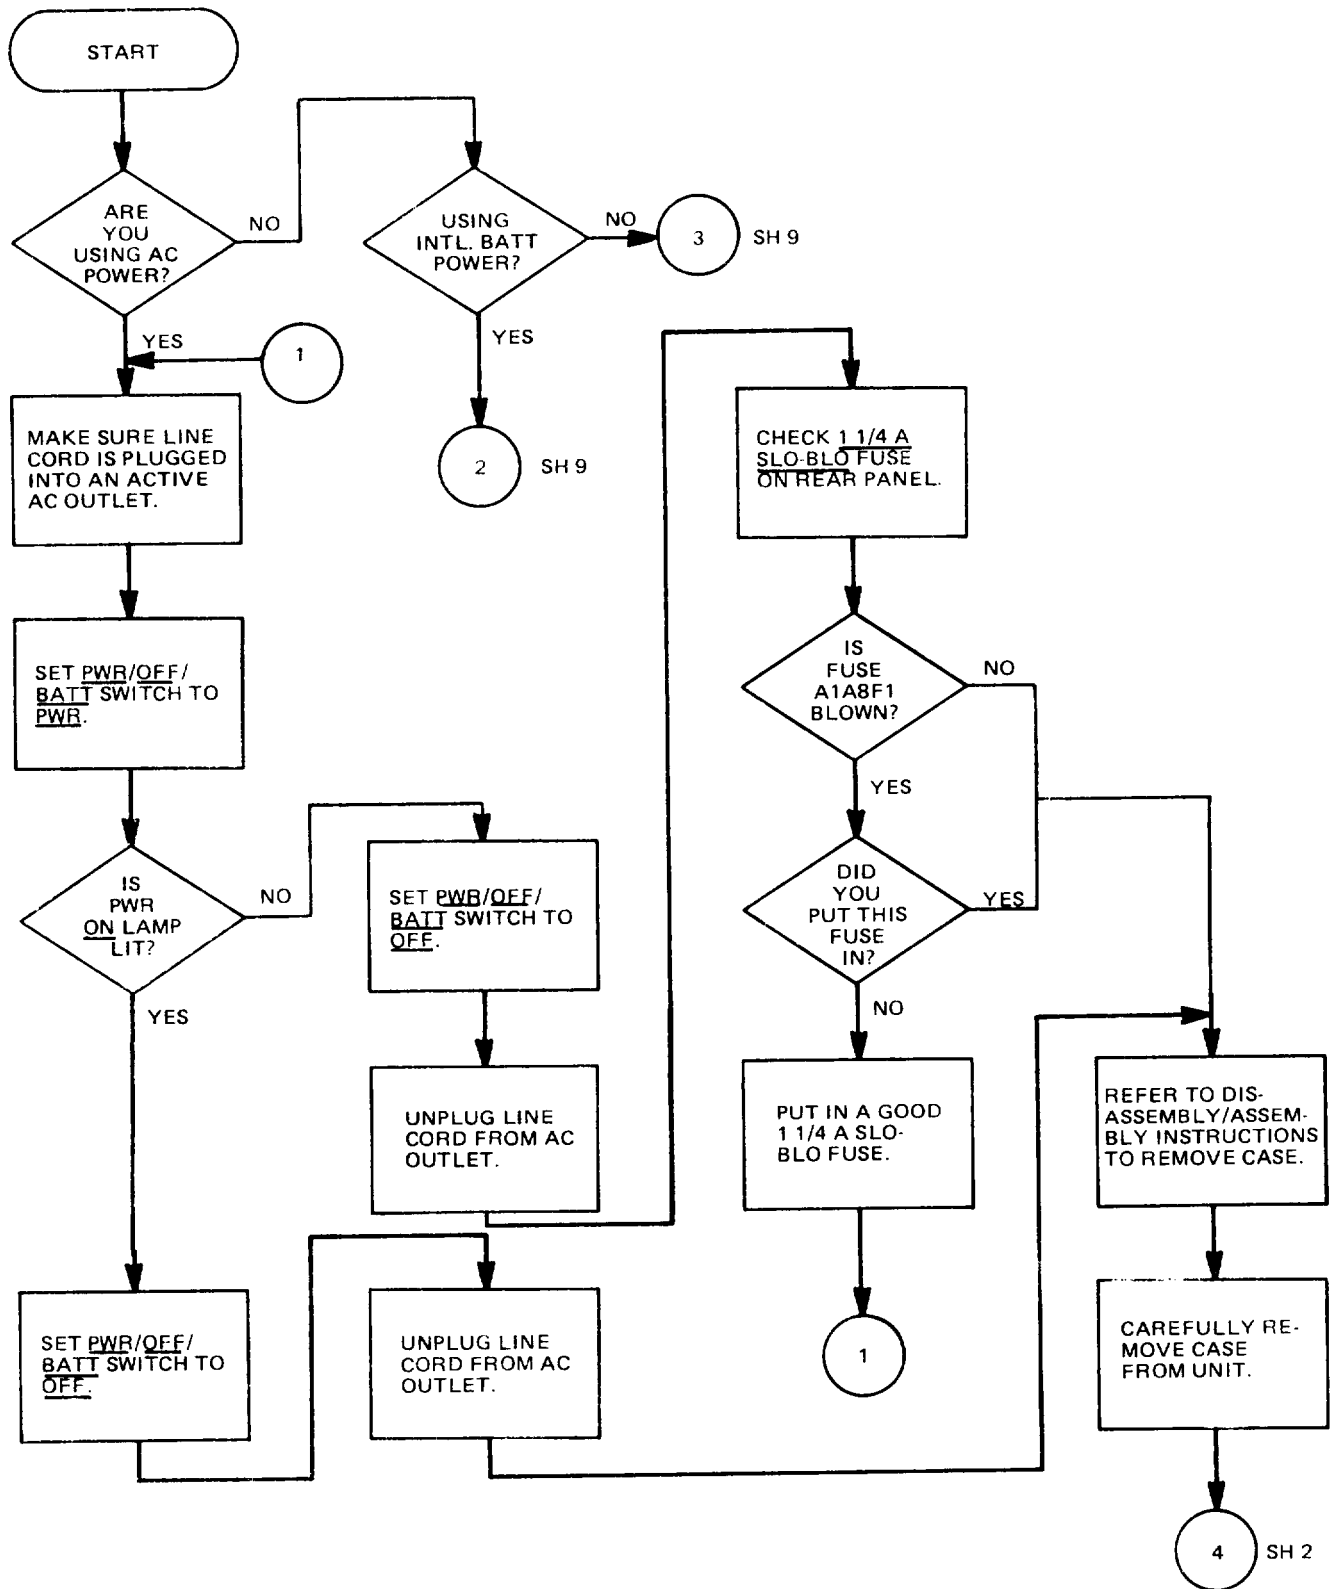 START
ARE
YOU
USING AC
POWER?
NO
USING
INTL. BATT
POWER?
NO
3
SH 9
YES
1
YES
2
SH 9
MAKE SURE LINE
CORD IS PLUGGED
INTO AN ACTIVE
AC OUTLET.
SET PWR/OFF/
BATT SWITCH TO
PWR.
IS
PWR
ON LAMP
LIT?
NO
YES
SET PWR/OFF/
BATT SWITCH TO
OFF.
UNPLUG LINE
CORD FROM AC
OUTLET.
SET PWR/OFF/
BATT SWITCH TO
OFF.
UNPLUG LINE
CORD FROM AC
OUTLET.
CHECK 1 1/4 A
SLO-BLO FUSE
ON REAR PANEL.
IS
FUSE
A1A8F1
BLOWN?
NO
YES
DID
YOU
PUT THIS
FUSE
IN?
YES
NO
PUT IN A GOOD
1 1/4 A SLO-
BLO FUSE.
1
REFER TO DIS-
ASSEMBLY/ASSEM-
BLY INSTRUCTIONS
TO REMOVE CASE.
CAREFULLY RE-
MOVE CASE
FROM UNIT.
4
SH 2